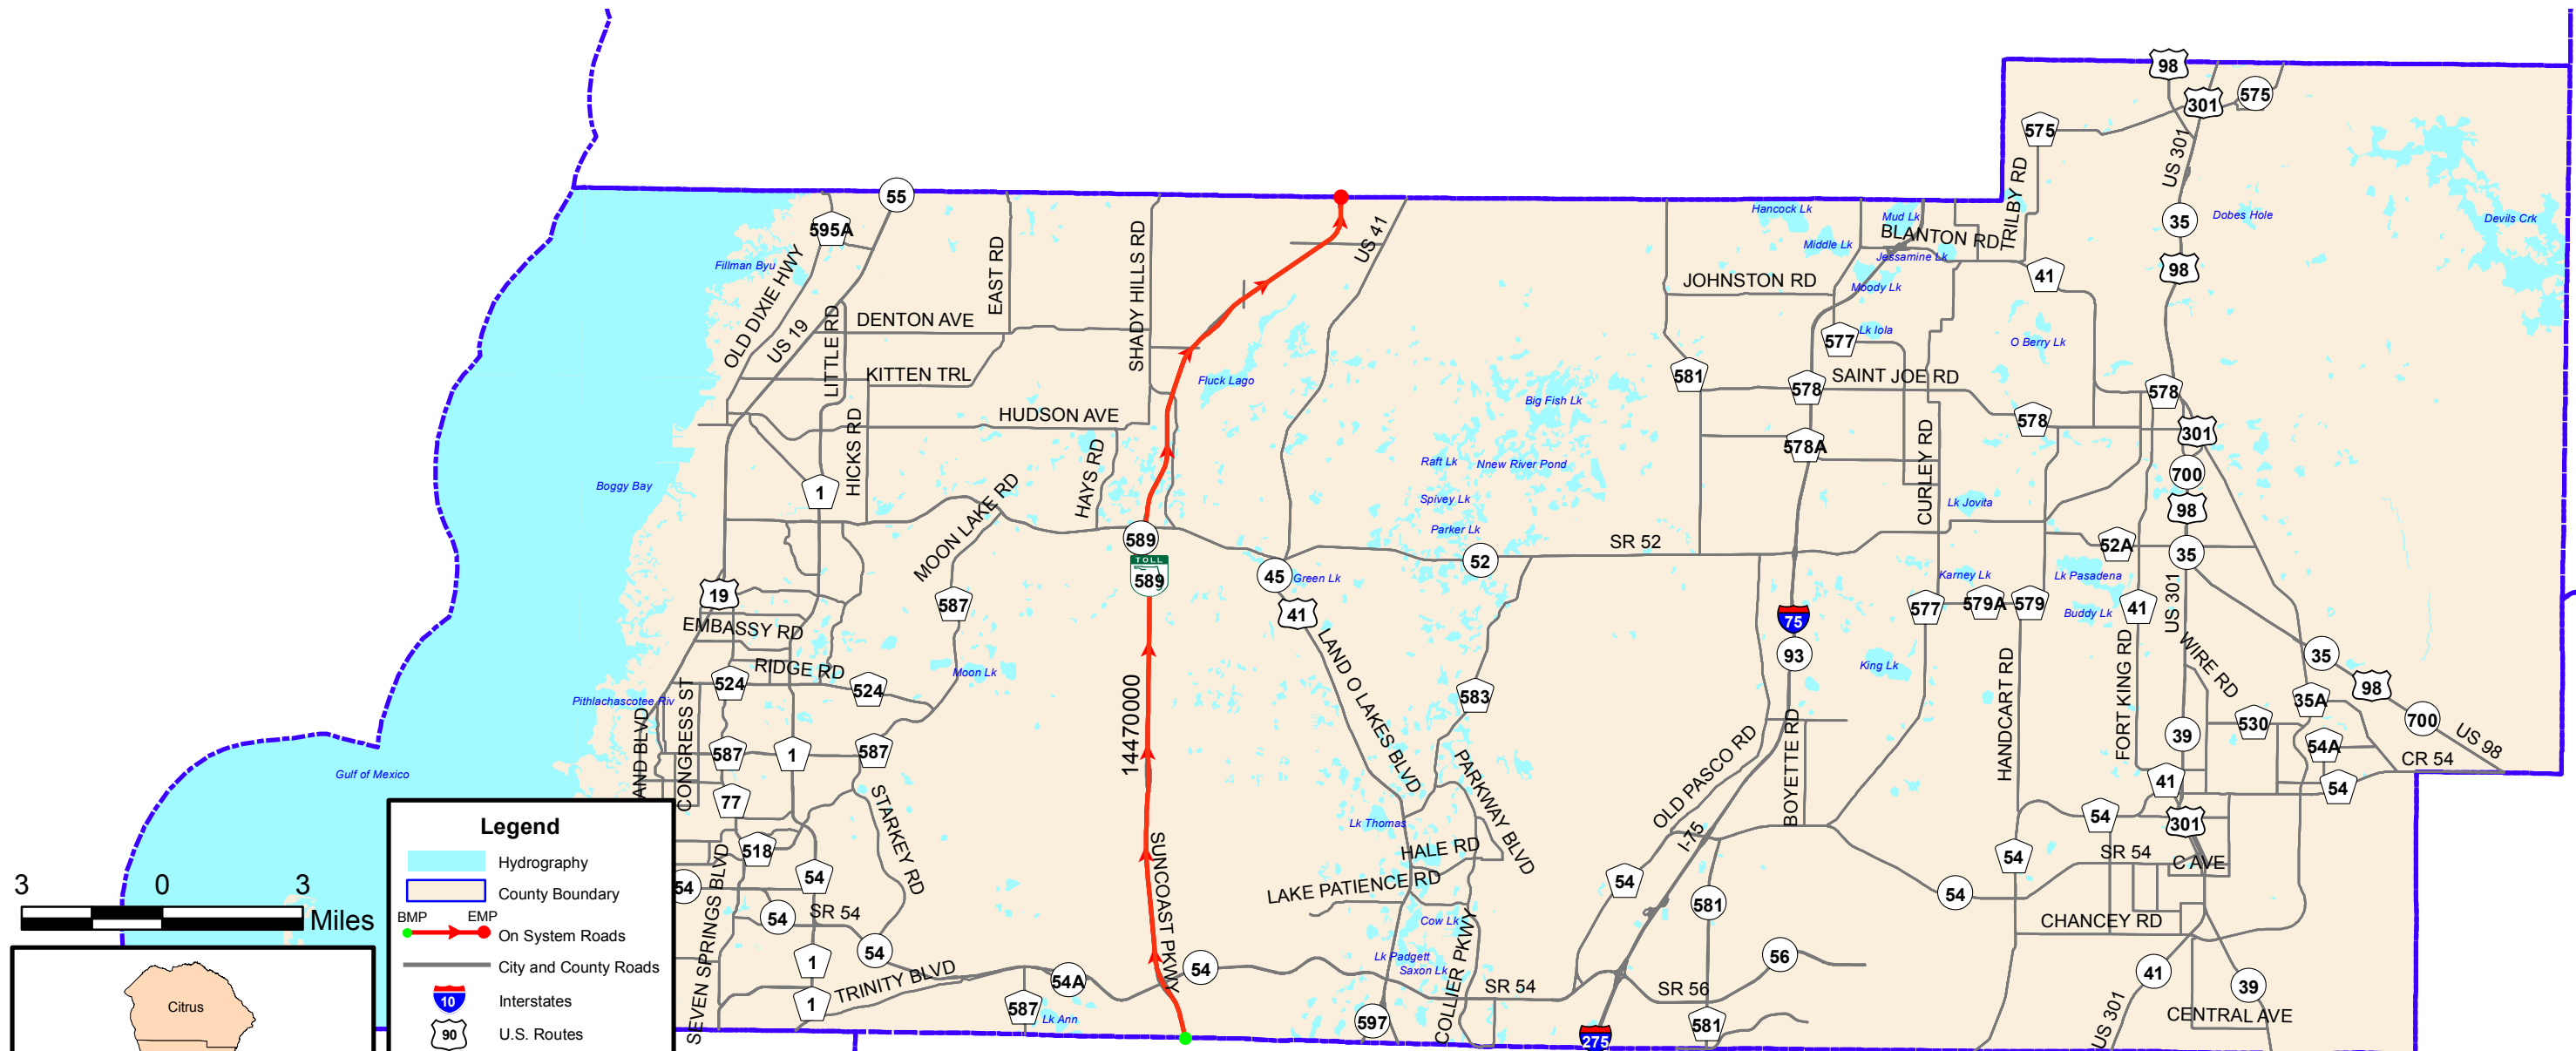 98
301
575
575
US 301
TRILBY RD
55
595A
35
Dobes Hole
Devils Crk
Hancock Lk
Mud Lk
BLANTON RD
Middle Lk
Jessamine Lk
US 41
EAST RD
SHADY HILLS RD
Fillman Byu
OLD DIXIE HWY
98
41
JOHNSTON RD
Moody Lk
US 19
LITTLE RD
DENTON AVE
577
Lk Iola
O Berry Lk
KITTEN TRL
Fluck Lago
581
578
SAINT JOE RD
578
Big Fish Lk
HUDSON AVE
578
301
HICKS RD
HAYS RD
578A
CURLEY RD
Raft Lk
Nnew River Pond
700
Boggy Bay
1
MOON LAKE RD
Spivey Lk
Lk Jovita
98
Parker Lk
589
SR 52
52A
35
TOLL
589
45
Green Lk
52
Karney Lk
Lk Pasadena
19
587
41
75
577
579A
579
Buddy Lk
41
US 301
EMBASSY RD
LAND O LAKES BLVD
93
35
WIRE RD
RIDGE RD
Moon Lk
King Lk
524
524
583
HANDCART RD
FORT KING RD
98
35A
Pithlachascotee Riv
AND BLVD
CONGRESS ST
14470000
700
530
39
587
1
587
PARKWAY BLVD
OLD PASCO RD
BOYETTE RD
54A
US 98
CR 54
Gulf of Mexico
77
STARKEY RD
41
54
54
301
Lk Thomas
I-75
518
HALE RD
SR 54
C AVE
54
SUNCOAST PKWY
54
54
54
LAKE PATIENCE RD
54
581
54
SEVEN SPRINGS BLVD
54
SR 54
Cow Lk
CHANCEY RD
COLLIER PKWY
54
Lk Padgett
56
1
TRINITY BLVD
54A
54
Saxon Lk
41
1
587
Lk Ann
SR 54
SR 56
39
597
275
581
US 301
CENTRAL AVE
3
0
3
Miles
Legend
Hydrography
County Boundary
BMP
EMP
On System Roads
City and County Roads
10
Interstates
90
U.S. Routes
Citrus